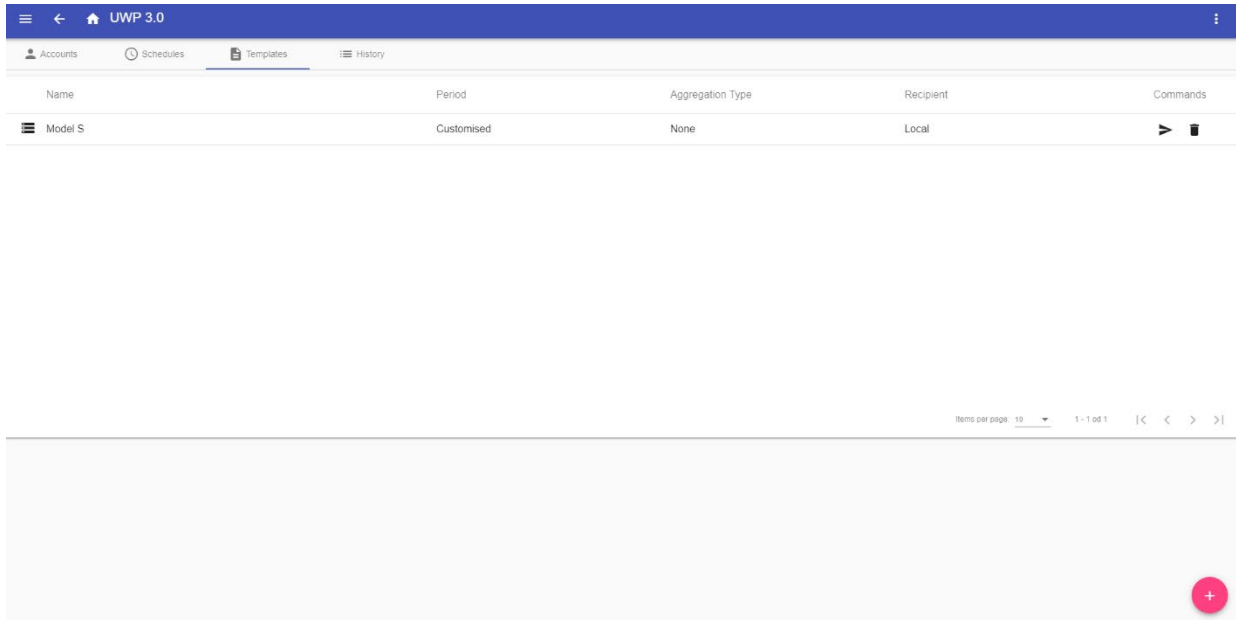 UWP 3.0
Accounts Schedules Templates History
Name Period Aggregation Type Recipient Commands
Model S Customised None Local
Items per page: 10 1 - 1 od 1